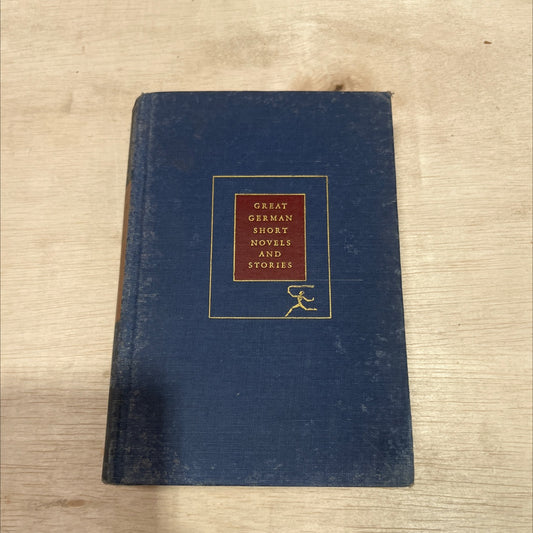 GREAT
GERMAN
SHORT
NOVELS
AND
STORIES